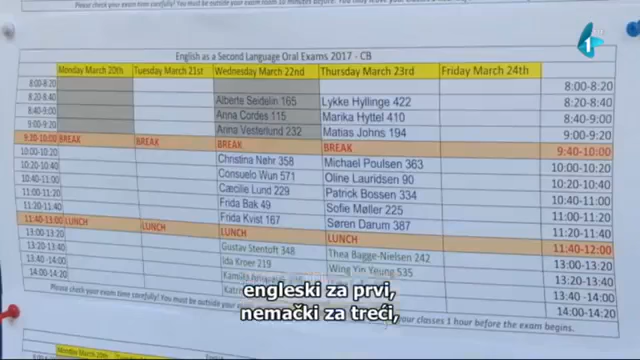 Please check your exam time carefully! You must be outside your exam room 10 minutes before
1
English as a Second Language Oral Exams 2017 - CB
Monday March 20th Tuesday March 21st Wednesday March 22nd Thursday March 23rd Friday March 24th
8:00-8:20 8:00-8:20
8:20-8:40 Alberte Seidelin 165 Lykke Hyllinge 422 8:20-8:40
8:40-9:00 Anna Cordes 115 Marika Hyttel 410 8:40-9:00
9:00-9:20 Anna Vesterlund 232 Matias Johns 194 9:00-9:20
9:30-10:00 BREAK BREAK BREAK BREAK 9:40-10:00
10:00-10:20 Christina Nehr 358 Michael Poulsen 363 10:00-10:20
10:20-10:40 Consuelo Wun 571 Oline Lauridsen 90 10:20-10:40
10:40-11:00 Cæcilie Lund 229 Patrick Bossen 334 10:40-11:00
11:00-11:20 Frida Bak 49 Sofie Møller 225 11:00-11:20
11:20-11:40 Frida Kvist 167 Søren Darum 387 11:20-11:40
11:40-13:00 LUNCH LUNCH LUNCH LUNCH 11:40-12:00
13:00-13:20 Gustav Stentoft 348 Thea Bagge-Nielsen 242 13:00-13:20
13:20-13:40 Ida Krøer 219 Wing Yin Yeung 535 13:20-13:40
13:40-14:00 Kamilla 13:40 -14:00
14:00-14:20 14:00-14:20
Please check your exam time carefully! You must be outside your classes 1 hour before the exam begins.
engleski za prvi,
nemački za treći,
Monday March 20th Tuesday March 21st Wednesday March 22nd